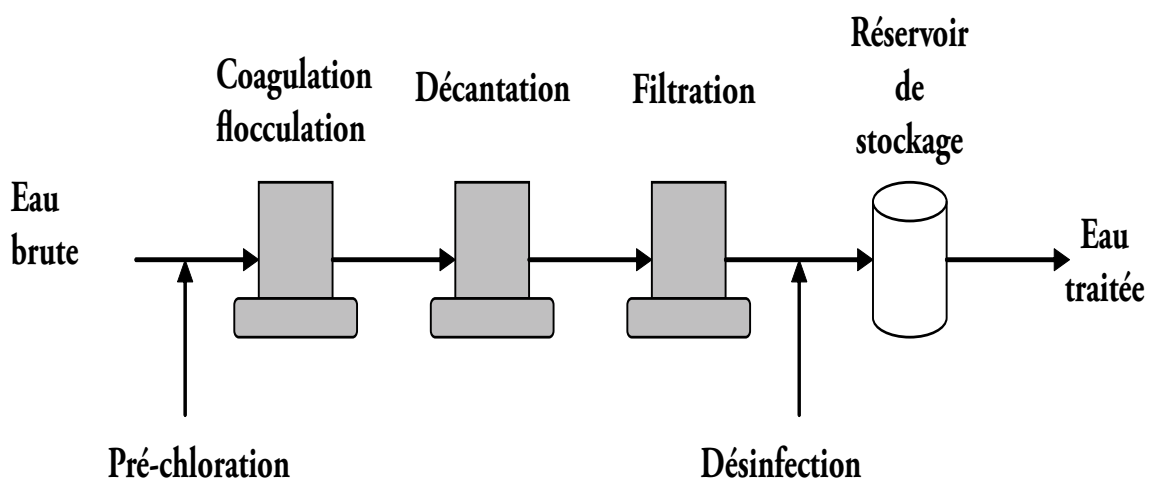 Réservoir
de
stockage
Coagulation
flocculation
Décantation
Filtration
Eau
brute
Eau
traitée
Pré-chloration
Désinfection